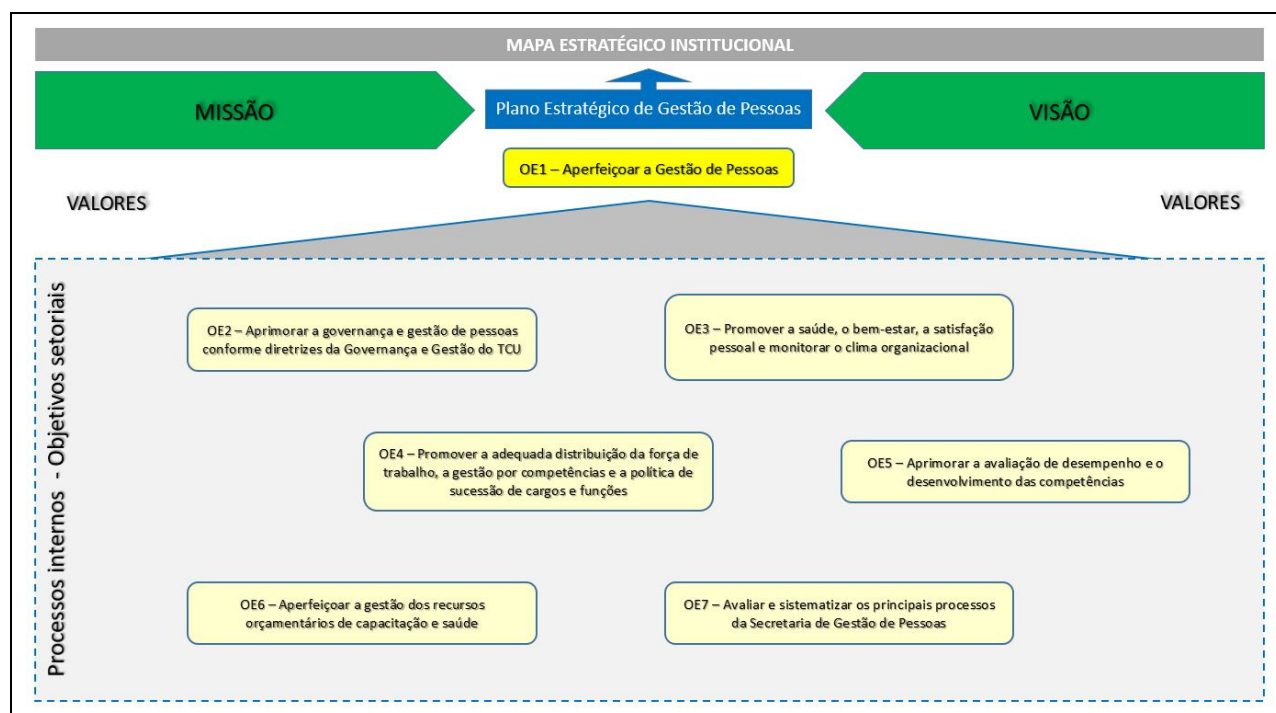 MAPA ESTRATÉGICO INSTITUCIONAL
MISSÃO
Plano Estratégico de Gestão de Pessoas
VISÃO
OE1 – Aperfeiçoar a Gestão de Pessoas
VALORES
VALORES
Processos internos - Objetivos setoriais
OE2 – Aprimorar a governança e gestão de pessoas
conforme diretrizes da Governança e Gestão do TCU
OE3 – Promover a saúde, o bem-estar, a satisfação
pessoal e monitorar o clima organizacional
OE4 – Promover a adequada distribuição da força de
trabalho, a gestão por competências e a política de
sucessão de cargos e funções
OE5 – Aprimorar a avaliação de desempenho e o
desenvolvimento das competências
OE6 – Aperfeiçoar a gestão dos recursos
orçamentários de capacitação e saúde
OE7 – Avaliar e sistematizar os principais processos
da Secretaria de Gestão de Pessoas